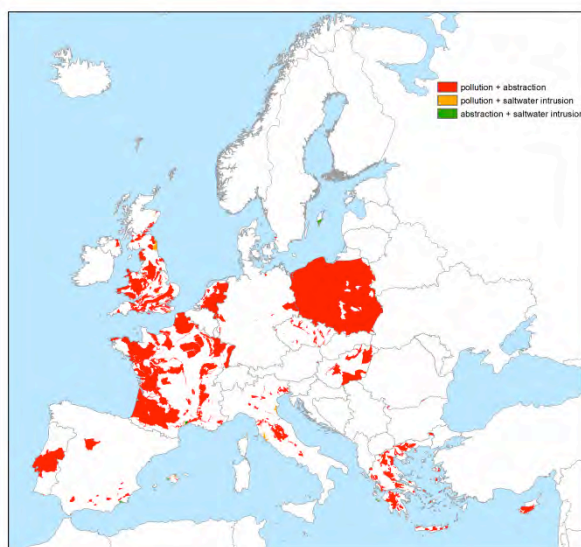 pollution + abstraction
pollution + saltwater intrusion
abstraction + saltwater intrusion